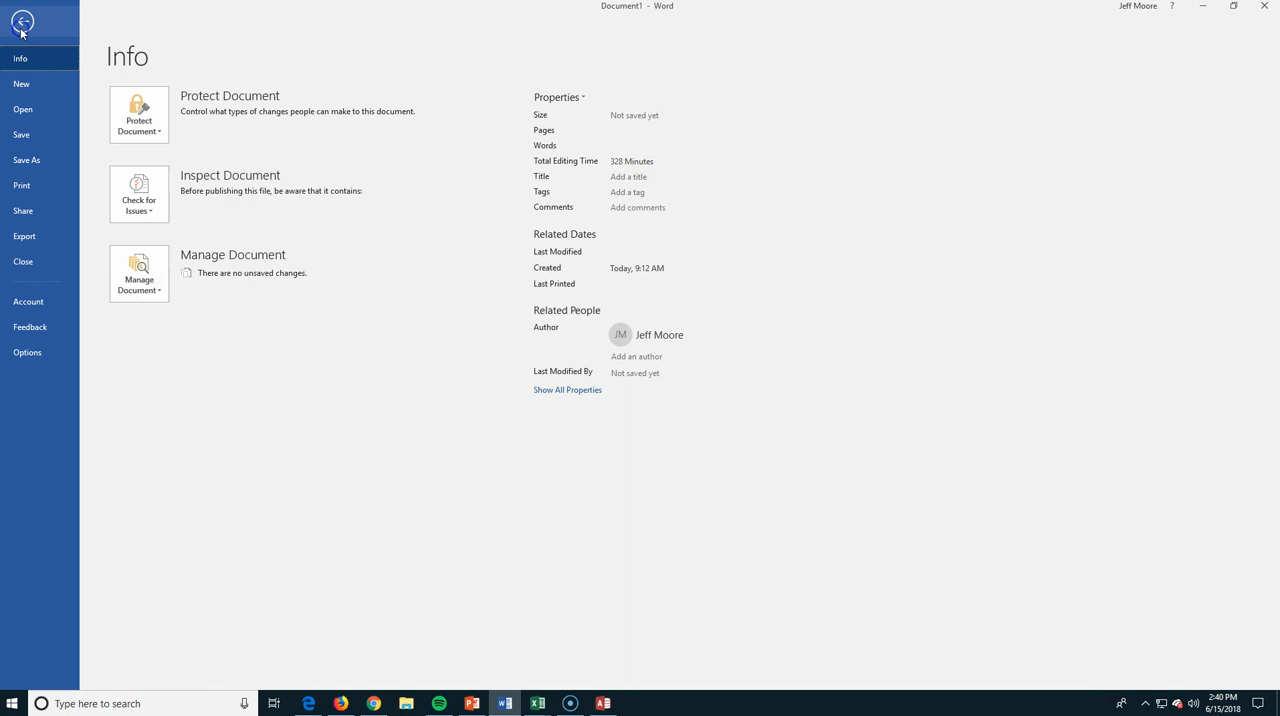 Document1 - Word
Jeff Moore ?
Info
New
Open
Save
Save As
Print
Share
Export
Close
Account
Feedback
Options
Info
Protect Document
Protect Document
Control what types of changes people can make to this document.
Check for Issues
Inspect Document
Before publishing this file, be aware that it contains:
Manage Document
Manage Document
There are no unsaved changes.
Properties
Size Not saved yet
Pages
Words
Total Editing Time 328 Minutes
Title Add a title
Tags Add a tag
Comments Add comments
Related Dates
Last Modified
Created Today, 9:12 AM
Last Printed
Related People
Author JM Jeff Moore
Add an author
Last Modified By Not saved yet
Show All Properties
Type here to search
2:40 PM
6/15/2018